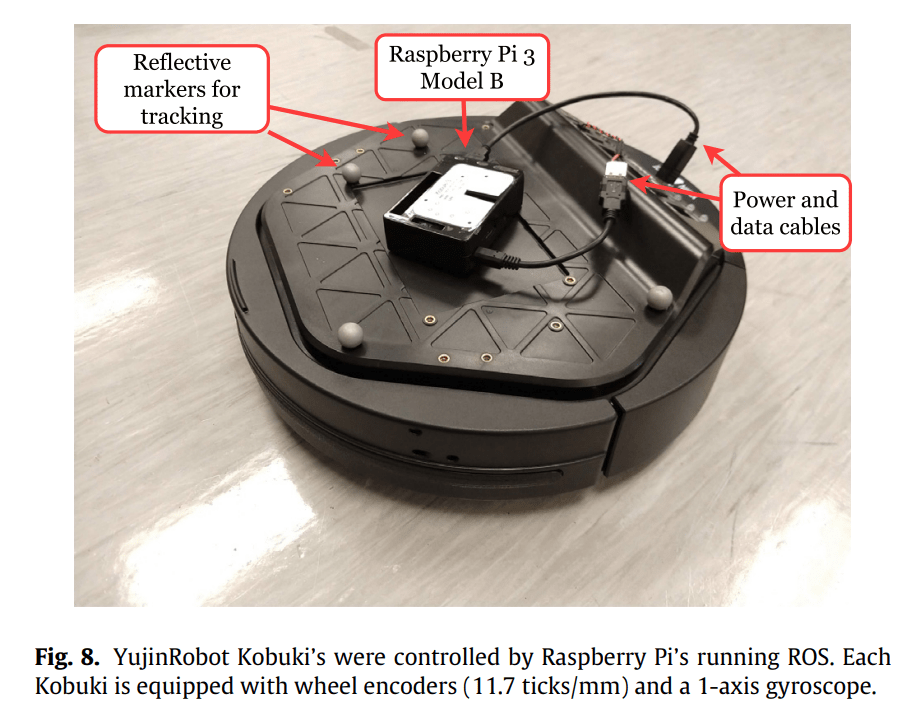 Reflective
markers for
tracking
Raspberry Pi 3
Model B
Power and
data cables
Fig. 8. YujinRobot Kobuki's were controlled by Raspberry Pi's running ROS. Each
Kobuki is equipped with wheel encoders (11.7 ticks/mm) and a 1-axis gyroscope.